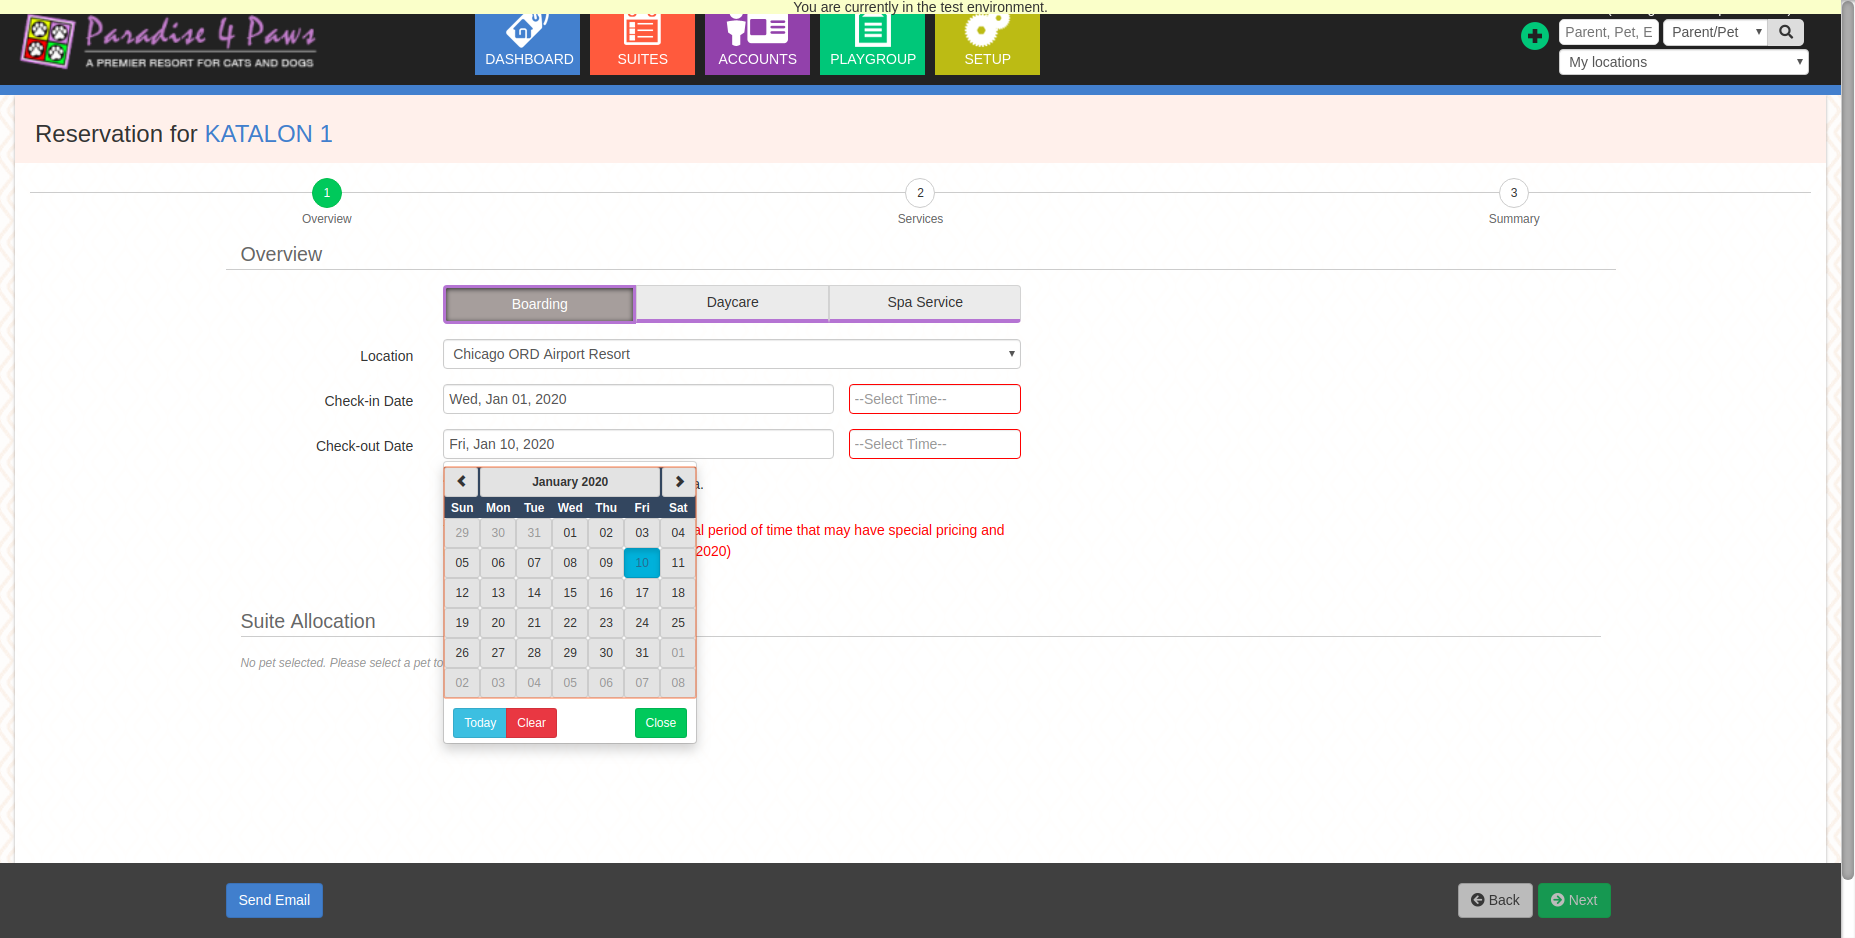 You are currently in the test environment.
Paradise 4 Paws
A PREMIER RESORT FOR CATS AND DOGS
DASHBOARD
SUITES
ACCOUNTS
PLAYGROUP
SETUP
Parent, Pet, E
Parent/Pet
My locations
Reservation for KATALON 1
1
2
3
Overview
Services
Summary
Overview
Boarding
Daycare
Spa Service
Location
Chicago ORD Airport Resort
Check-in Date
Wed, Jan 01, 2020
--Select Time--
Check-out Date
Fri, Jan 10, 2020
--Select Time--
January 2020
a.
Sun Mon Tue Wed Thu Fri Sat
29 30 31 01 02 03 04
al period of time that may have special pricing and
2020)
05 06 07 08 09 10 11
12 13 14 15 16 17 18
19 20 21 22 23 24 25
26 27 28 29 30 31 01
02 03 04 05 06 07 08
Today
Clear
Close
Suite Allocation
No pet selected. Please select a pet to
Send Email
Back
Next